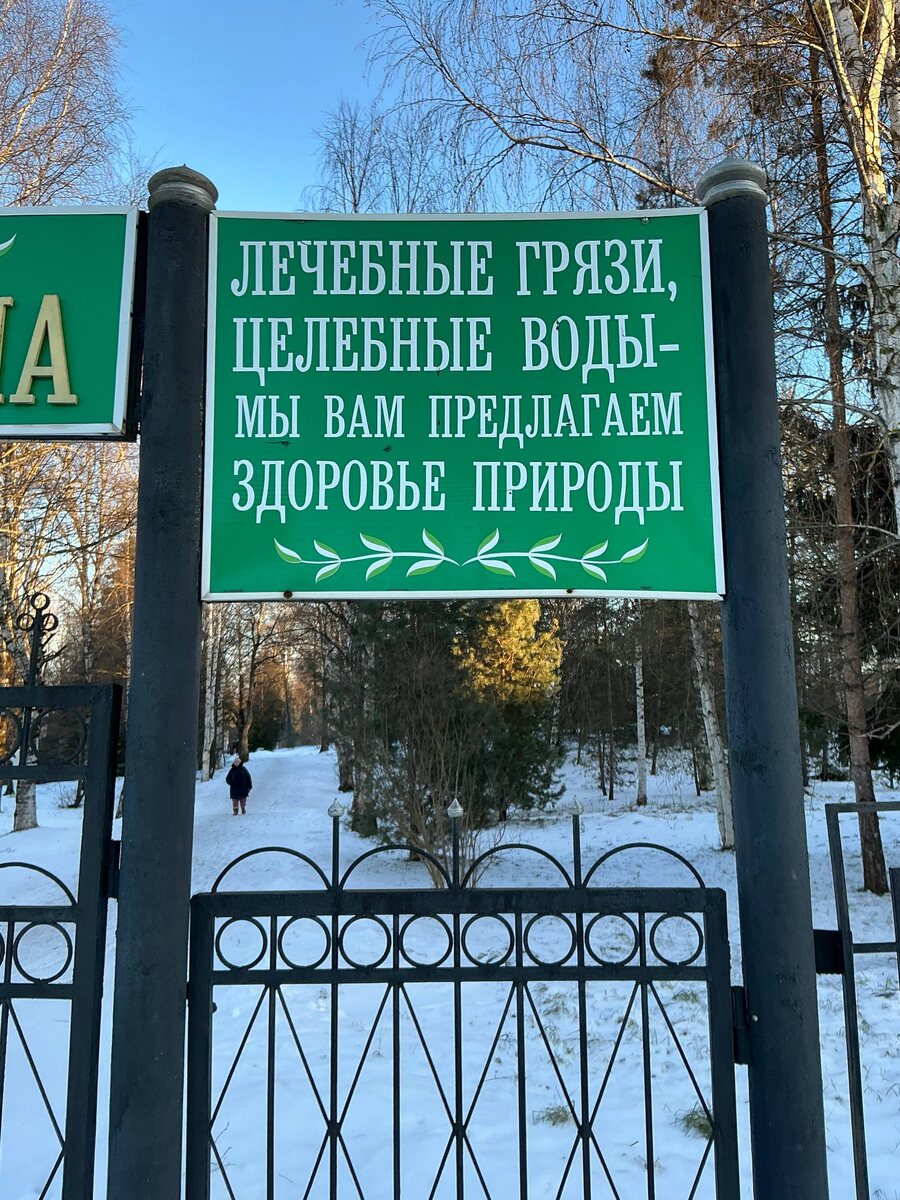 ЛЕЧЕБНЫЕ ГРЯЗИ,
ЦЕЛЕБНЫЕ ВОДЫ-
МЫ ВАМ ПРЕДЛАГАЕМ
ЗДОРОВЬЕ ПРИРОДЫ